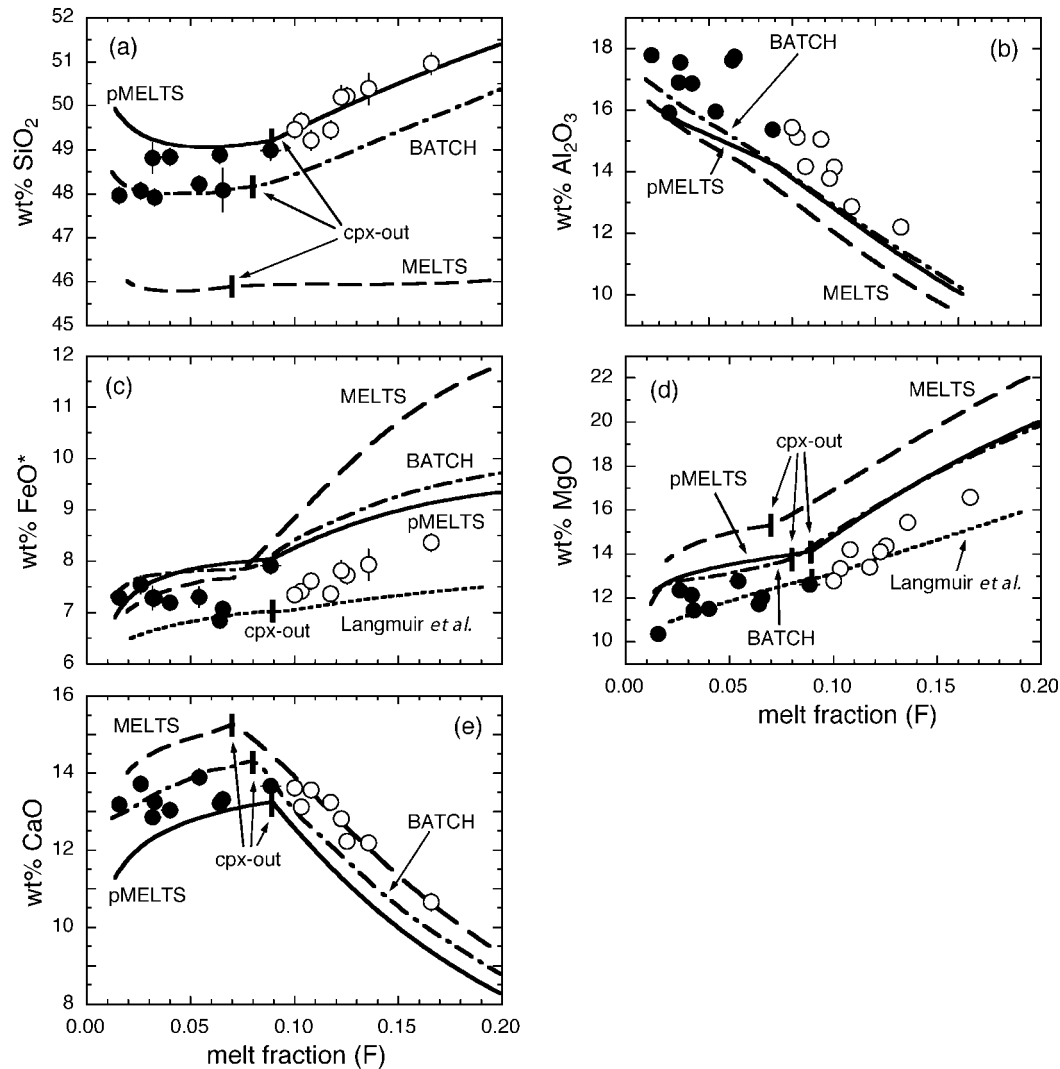 (a)
wt% SiO2
52
51
50
49
48
47
46
45
pMELTS
BATCH
cpx-out
MELTS
(b)
wt% Al2O3
18
16
14
12
10
BATCH
pMELTS
MELTS
(c)
wt% FeO*
12
11
10
9
8
7
6
MELTS
BATCH
pMELTS
cpx-out
Langmuir et al.
(d)
wt% MgO
22
20
18
16
14
12
10
MELTS
cpx-out
pMELTS
BATCH
Langmuir et al.
0.00 0.05 0.10 0.15 0.20
melt fraction (F)
(e)
wt% CaO
16
15
14
13
12
10
8
MELTS
BATCH
cpx-out
pMELTS
0.00 0.05 0.10 0.15 0.20
melt fraction (F)